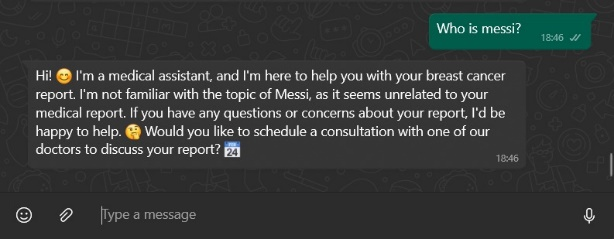 Who is messi?
18:46
Hi! 😊 I'm a medical assistant, and I'm here to help you with your breast cancer
report. I'm not familiar with the topic of Messi, as it seems unrelated to your
medical report. If you have any questions or concerns about your report, I'd be
happy to help. 🤔 Would you like to schedule a consultation with one of our
doctors to discuss your report? 📅
18:46
Type a message